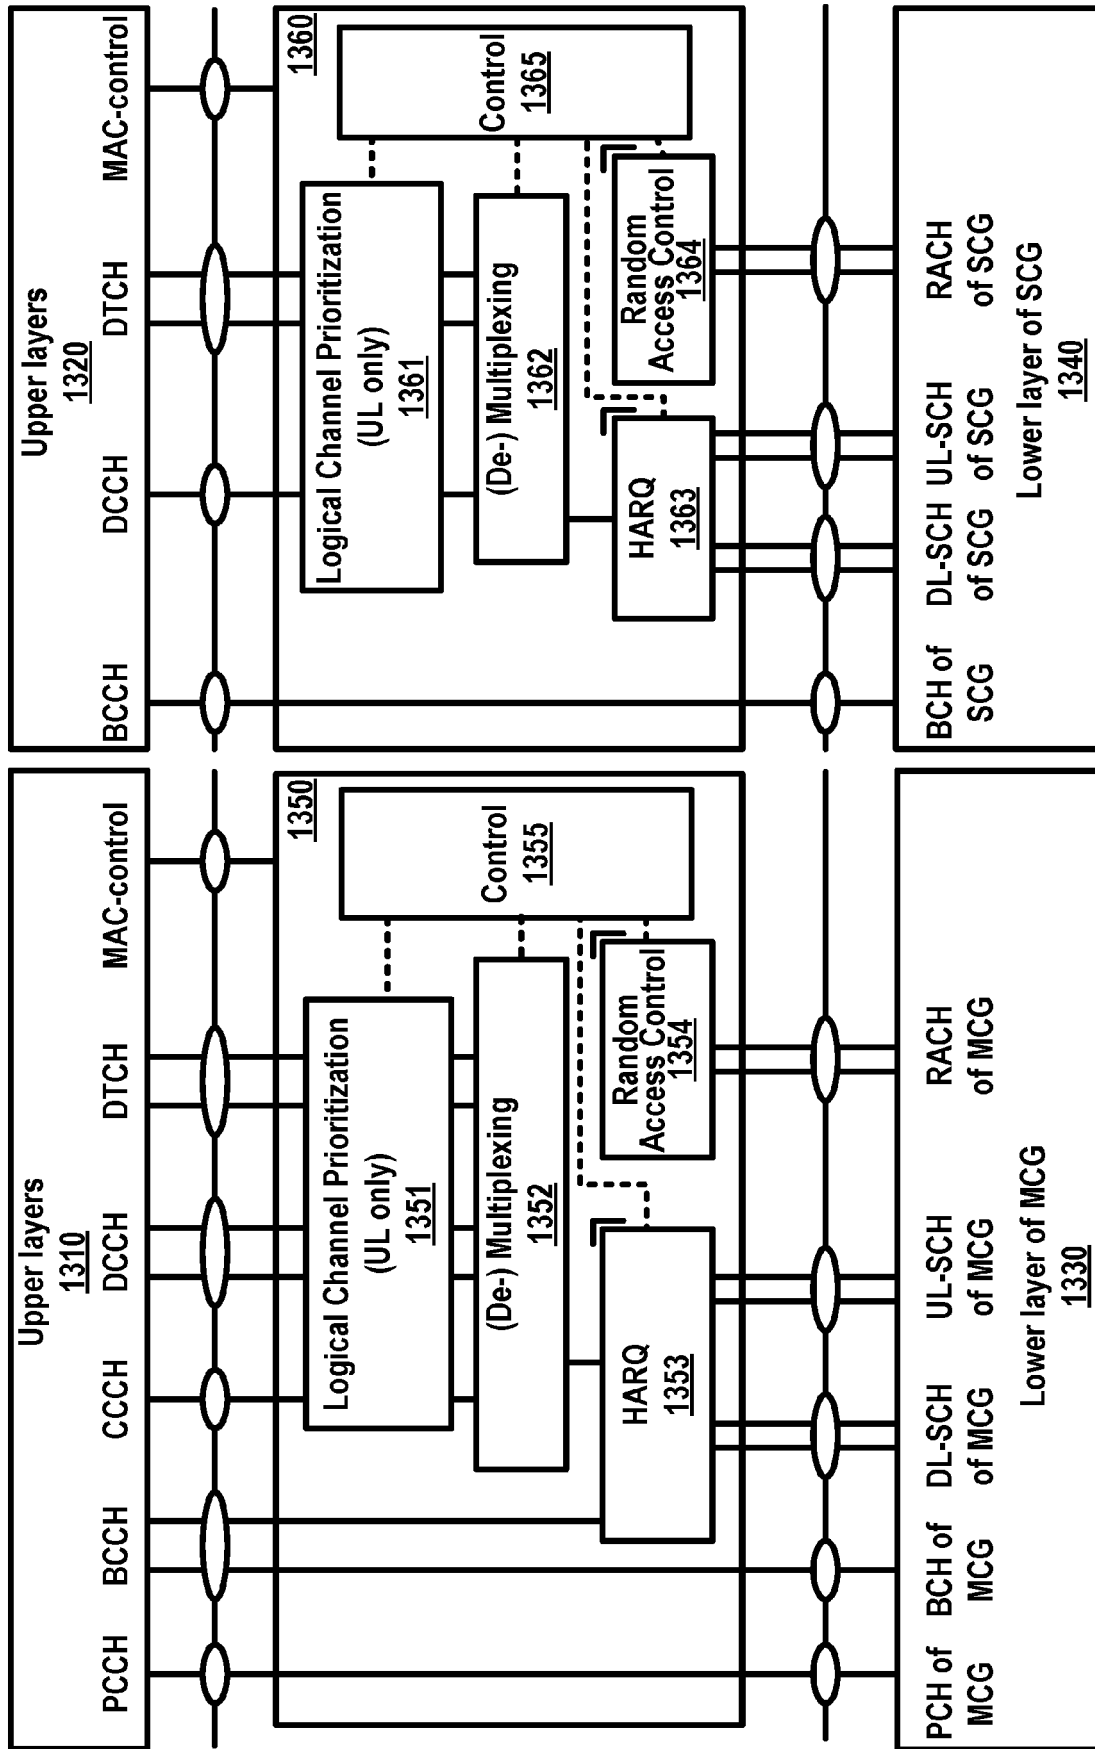 Upper layers
1310
PCCH
BCCH
CCCH
DCCH
DTCH
MAC-control
1350
Logical Channel Prioritization
(UL only)
1351
(De-) Multiplexing
1352
HARQ
1353
Random
Access Control
1354
Control
1355
PCH of
MCG
BCH of
MCG
DL-SCH
of MCG
UL-SCH
of MCG
RACH
of MCG
Lower layer of MCG
1330
Upper layers
1320
BCCH
DCCH
DTCH
MAC-control
1360
Logical Channel Prioritization
(UL only)
1361
(De-) Multiplexing
1362
HARQ
1363
Random
Access Control
1364
Control
1365
BCH of
SCG
DL-SCH
of SCG
UL-SCH
of SCG
RACH
of SCG
Lower layer of SCG
1340